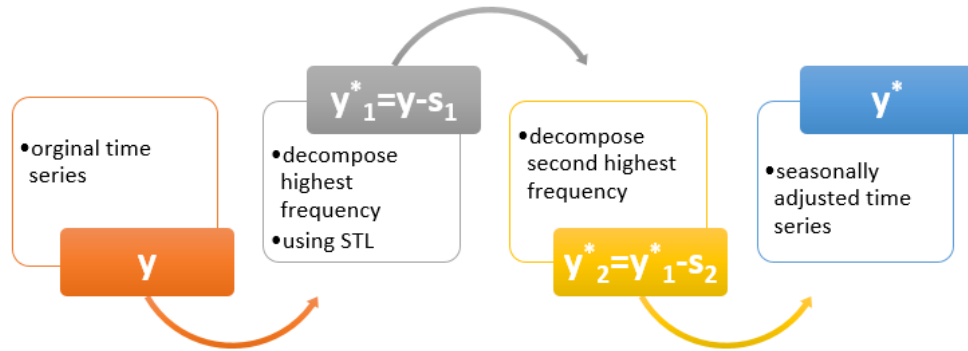 •orginal time
series
y
y*1=y-s1
•decompose
highest
frequency
•using STL
•decompose
second highest
frequency
y*2=y*1-s2
y*
•seasonally
adjusted time
series